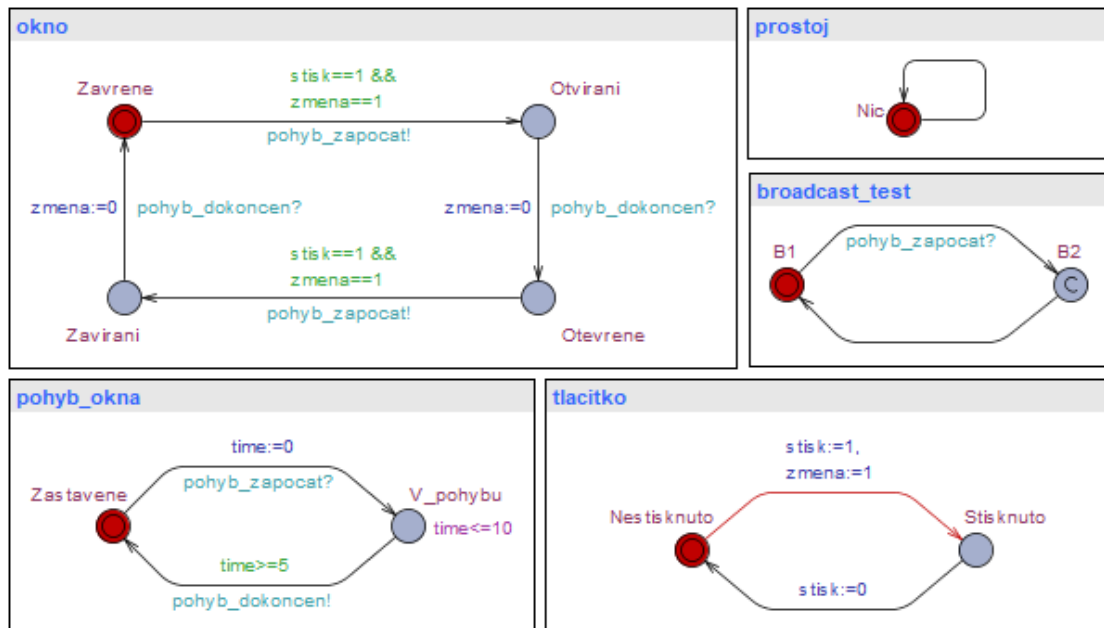 okno
Zavrene
stisk==1 &&
zmena==1
pohyb_zapocat!
Otvirani
zmena:=0
pohyb_dokoncen?
zmena:=0
pohyb_dokoncen?
stisk==1 &&
zmena==1
pohyb_zapocat!
Zavirani
Otevrene
prostoj
Nic
broadcast_test
B1
pohyb_zapocat?
B2
C
pohyb_okna
time:=0
pohyb_zapocat?
Zastavene
V_pohybu
time<=10
time>=5
pohyb_dokoncen!
tlacitko
stisk:=1,
zmena:=1
Nestisknuto
Stisknuto
stisk:=0